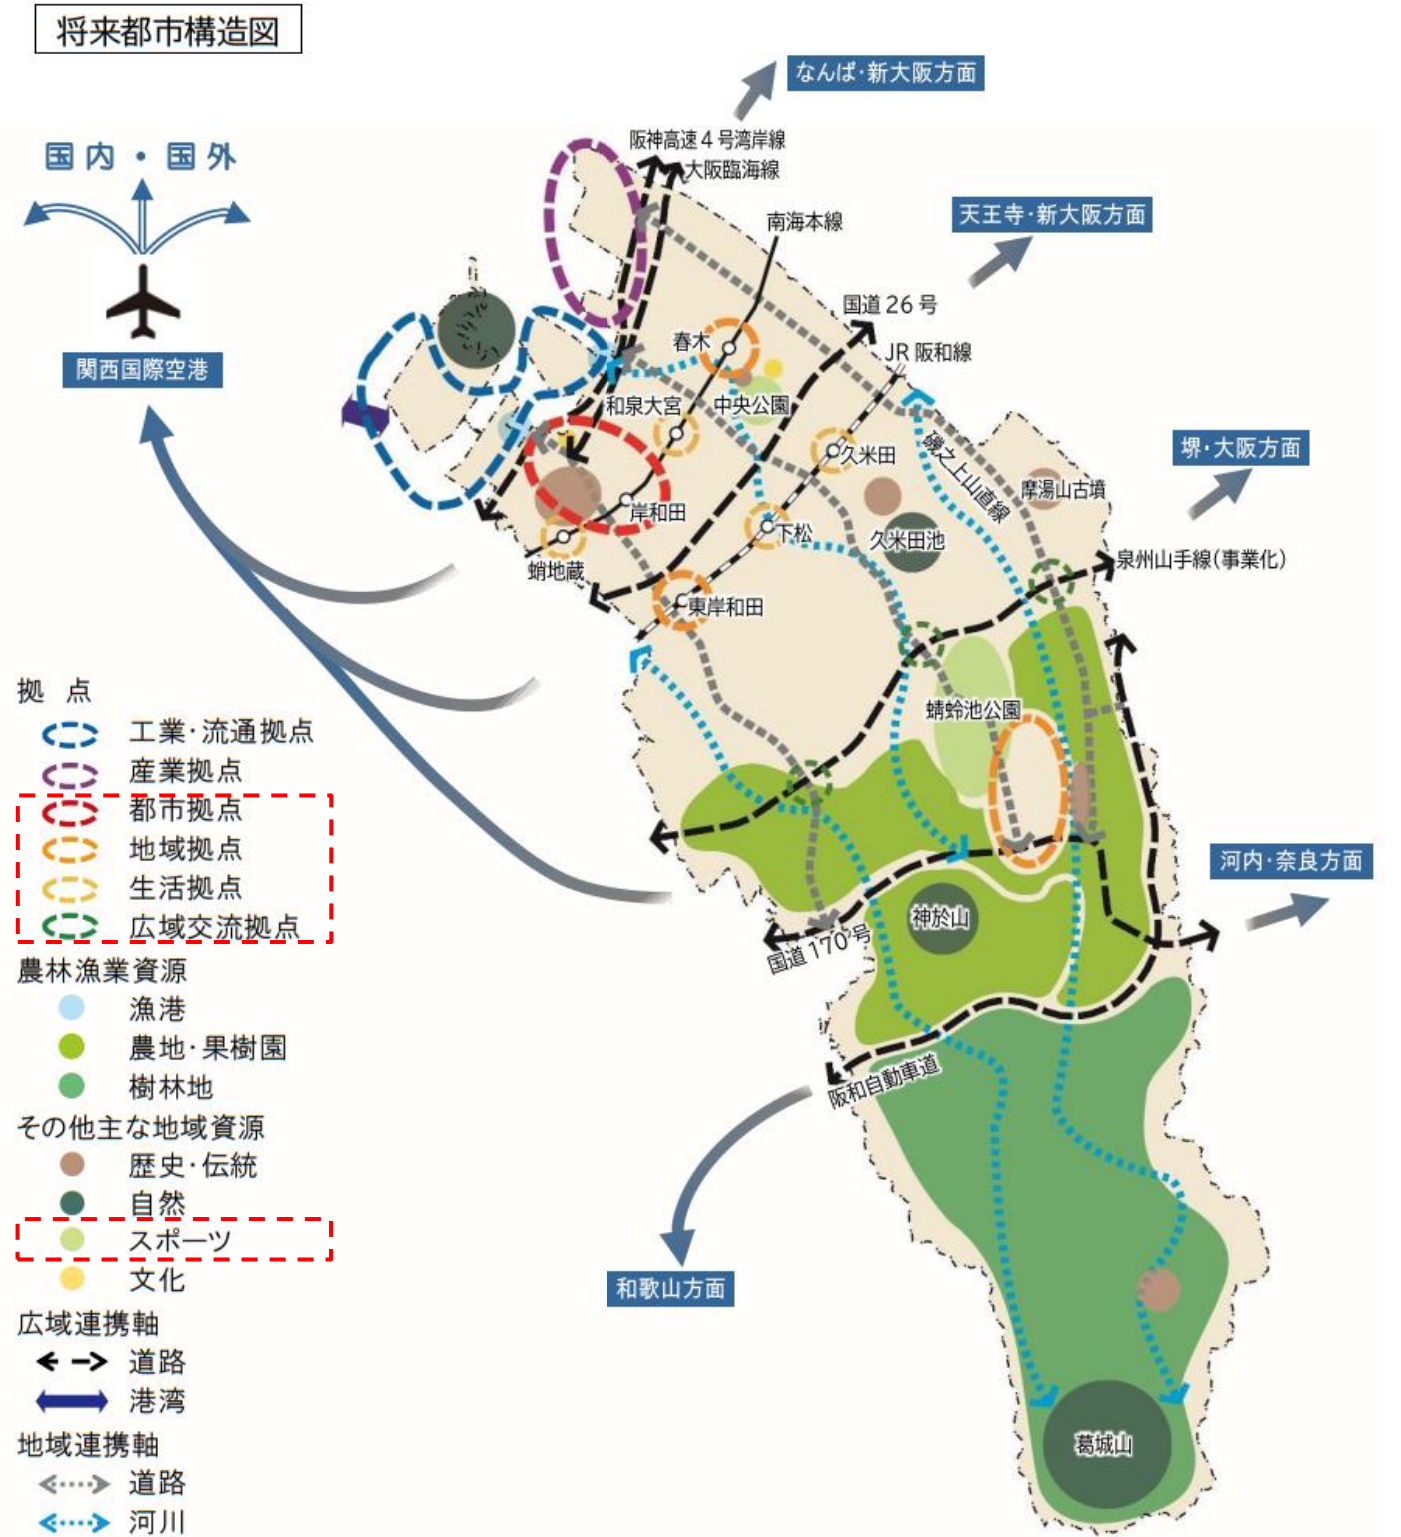 将来都市構造図
なんば・新大阪方面
国内・国外
阪神高速4号湾岸線
大阪臨海線
天王寺・新大阪方面
南海本線
国道26号
春木
JR阪和線
関西国際空港
和泉大宮
中央公園
久米田
磯之上山直線
堺・大阪方面
摩湯山古墳
岸和田
下松
久米田池
泉州山手線(事業化)
蛸地蔵
東岸和田
拠 点
工業・流通拠点
産業拠点
都市拠点
地域拠点
生活拠点
広域交流拠点
蜻蛉池公園
河内・奈良方面
神於山
国道170号
農林漁業資源
漁港
農地・果樹園
樹林地
阪和自動車道
その他主な地域資源
歴史・伝統
自然
スポーツ
文化
和歌山方面
広域連携軸
道路
港湾
地域連携軸
道路
河川
葛城山